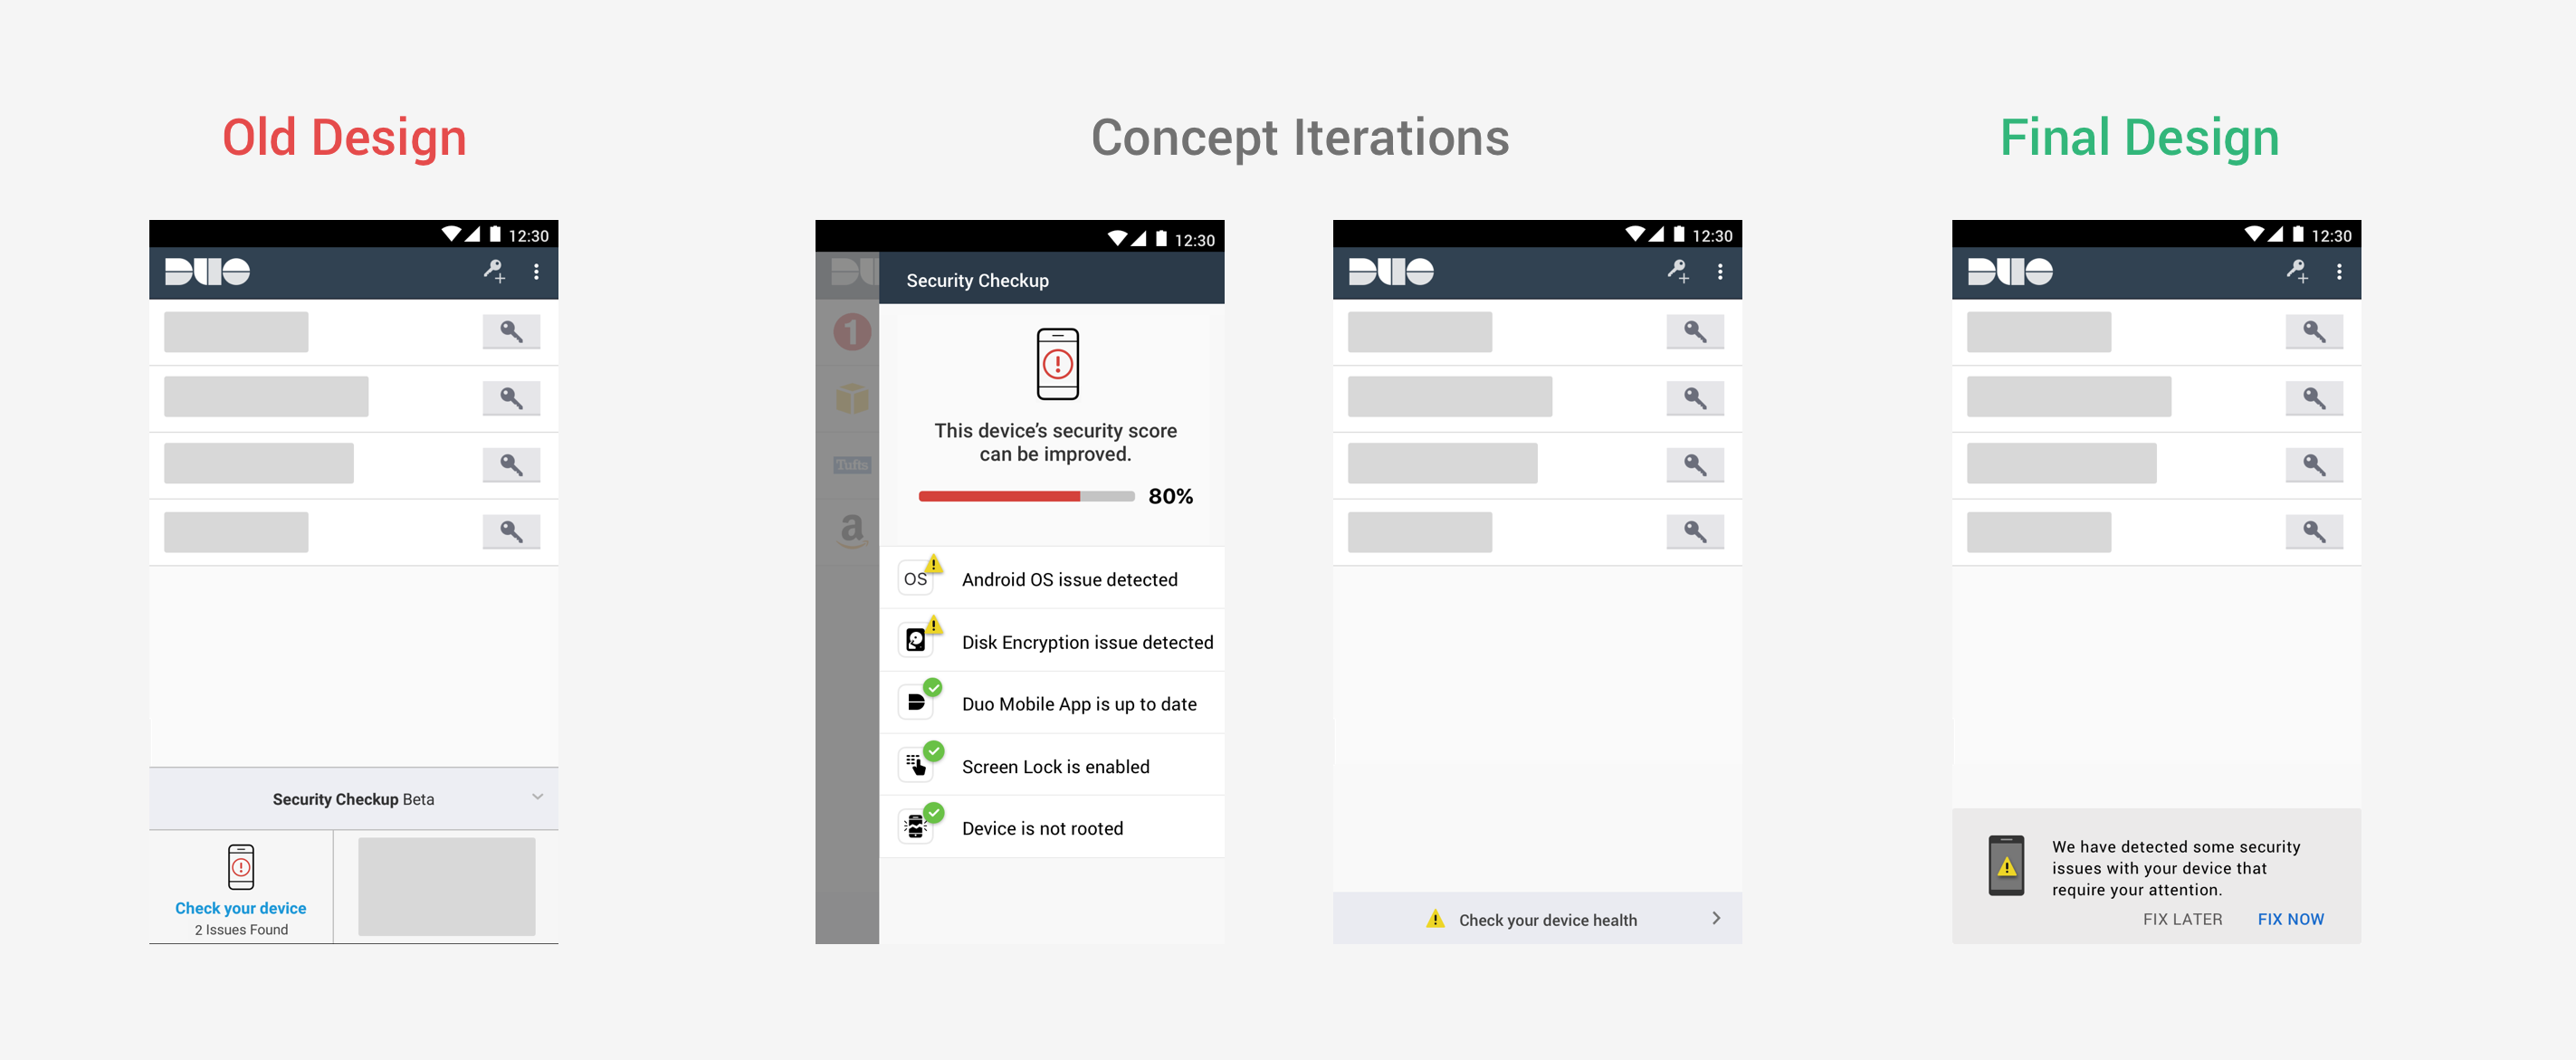 Old Design
Concept Iterations
Final Design
12:30
DUO
Security Checkup Beta
Check your device
2 Issues Found
12:30
DU
Security Checkup
1
Tufts
a
This device's security score
can be improved.
80%
OS
Android OS issue detected
Disk Encryption issue detected
Duo Mobile App is up to date
Screen Lock is enabled
Device is not rooted
12:30
DUO
Check your device health
12:30
DUO
We have detected some security
issues with your device that
require your attention.
FIX LATER
FIX NOW